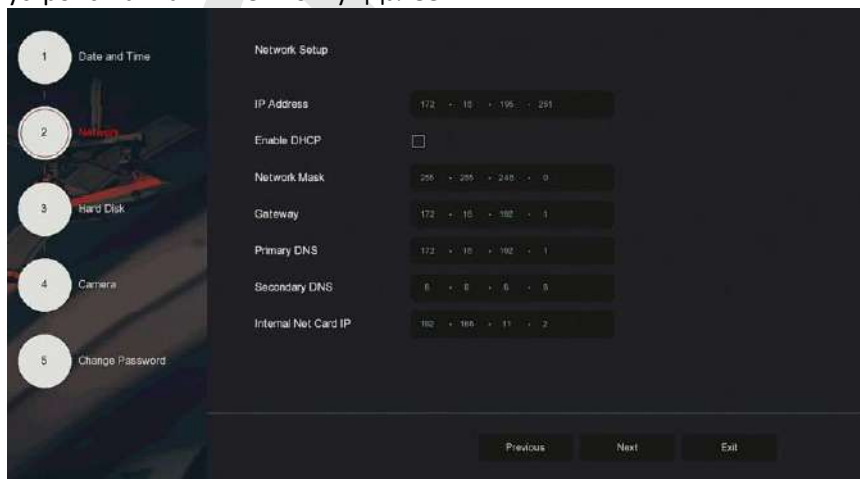 1 Date and Time
2 Network
3 Hard Disk
4 Camera
5 Change Password
Network Setup
IP Address 172 . 16 . 195 . 251
Enable DHCP
Network Mask 255 . 255 . 248 . 0
Gateway 172 . 16 . 192 . 1
Primary DNS 172 . 16 . 192 . 1
Secondary DNS 8 . 8 . 8 . 8
Internal Net Card IP 192 . 168 . 11 . 2
Previous Next Exit